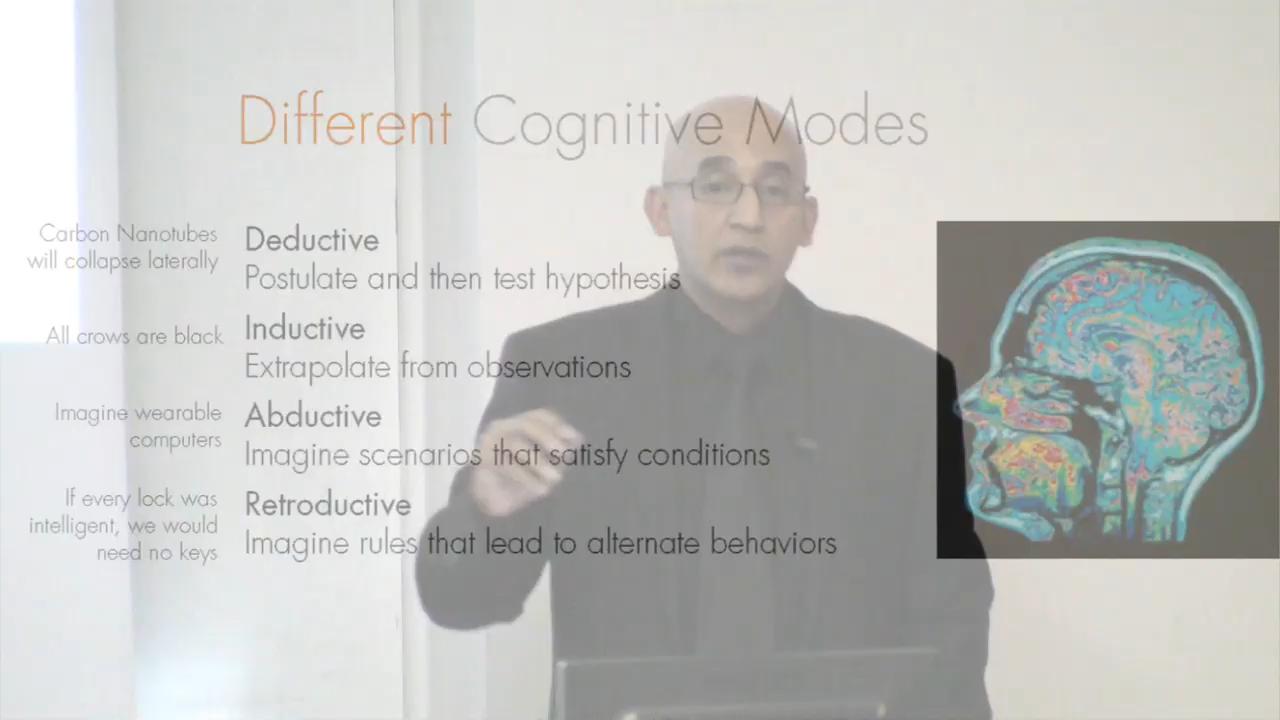 Different Cognitive Modes
Carbon Nanotubes
will collapse laterally
Deductive
Postulate and then test hypothesis
All crows are black
Inductive
Extrapolate from observations
Imagine wearable
computers
Abductive
Imagine scenarios that satisfy conditions
If every lock was
intelligent, we would
need no keys
Retroductive
Imagine rules that lead to alternate behaviors